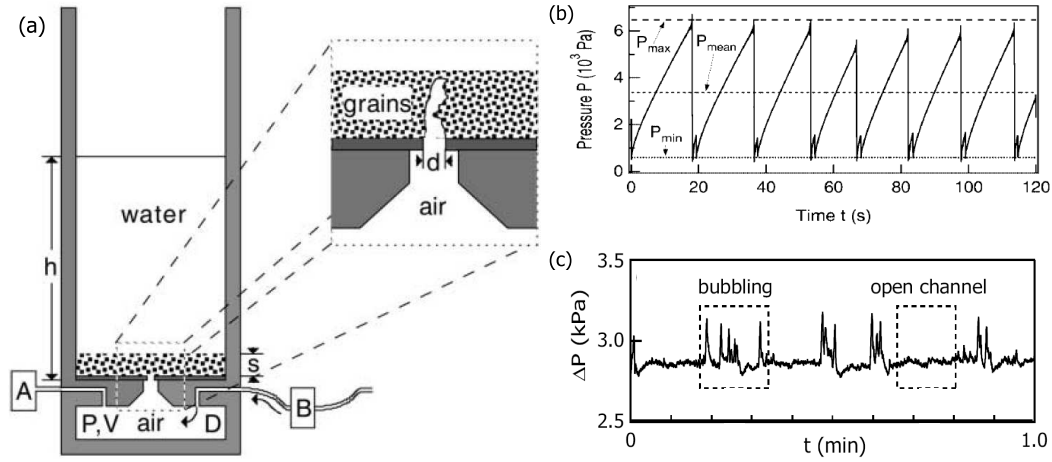 (a)
grains
d
air
h
water
s
A
B
P,V air D
(b)
Pressure P (10³ Pa)
6
4
2
0
Pmax
Pmean
Pmin
0 20 40 60 80 100 120
Time t (s)
(c)
ΔP (kPa)
3.5
3.0
2.5
bubbling open channel
0 1.0
t (min)